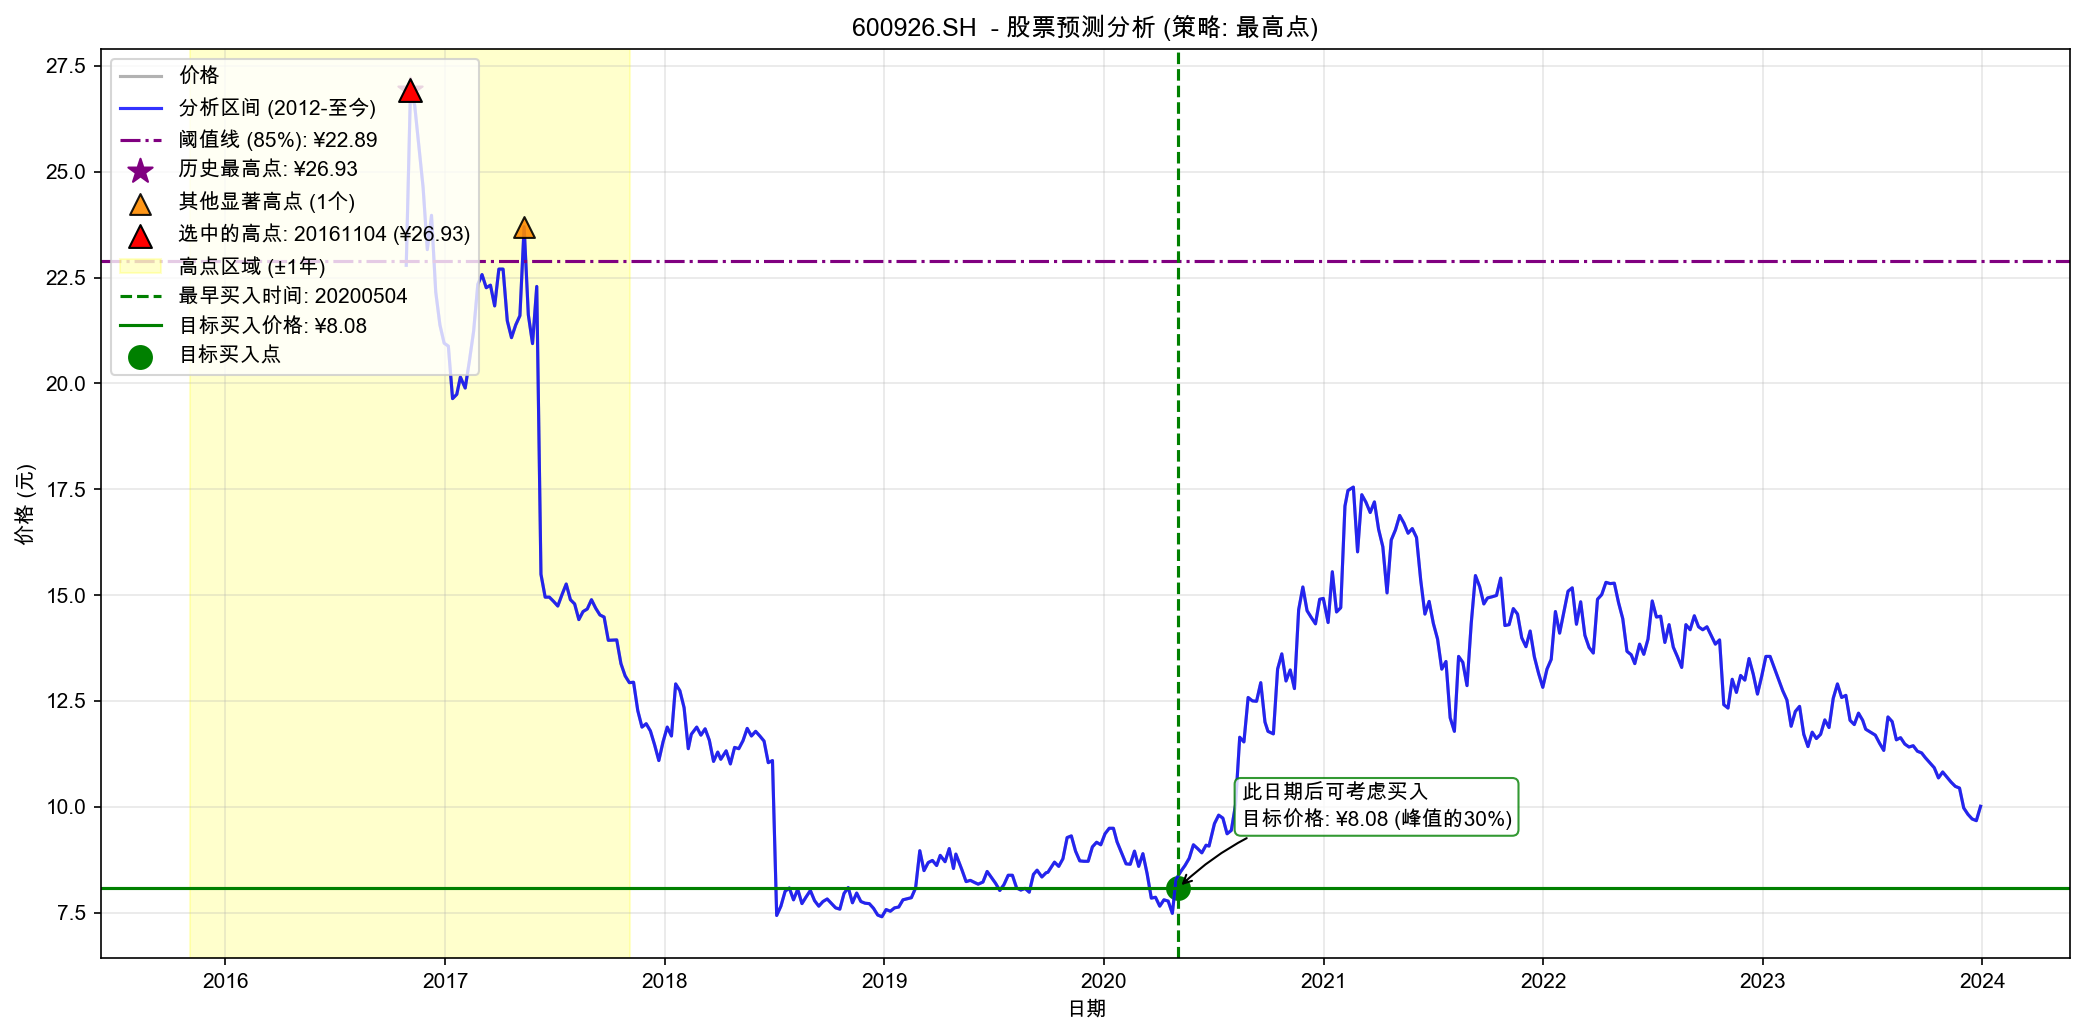 600926.SH - 股票预测分析 (策略: 最高点)
价格
分析区间 (2012-至今)
阈值线 (85%): ¥22.89
历史最高点: ¥26.93
其他显著高点 (1个)
选中的高点: 20161104 (¥26.93)
高点区域 (±1年)
最早买入时间: 20200504
目标买入价格: ¥8.08
目标买入点
27.5
25.0
22.5
20.0
17.5
15.0
12.5
10.0
7.5
价格 (元)
此日期后可考虑买入
目标价格: ¥8.08 (峰值的30%)
2016
2017
2018
2019
2020
2021
2022
2023
2024
日期